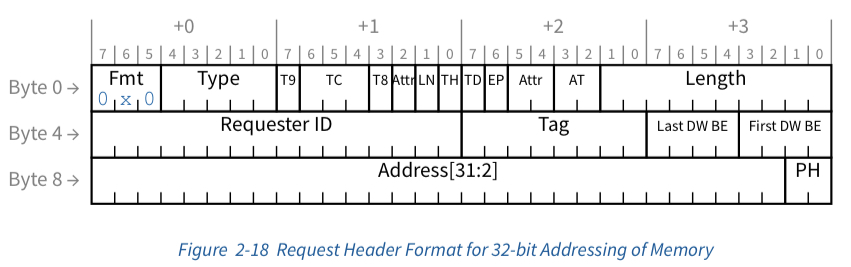 +0 +1 +2 +3
7 6 5 4 3 2 1 0 7 6 5 4 3 2 1 0 7 6 5 4 3 2 1 0 7 6 5 4 3 2 1 0
Byte 0 → Fmt Type T9 TC T8 Attr LN TH TD EP Attr AT Length
0 x 0
Byte 4 → Requester ID Tag Last DW BE First DW BE
Byte 8 → Address[31:2] PH
Figure 2-18 Request Header Format for 32-bit Addressing of Memory